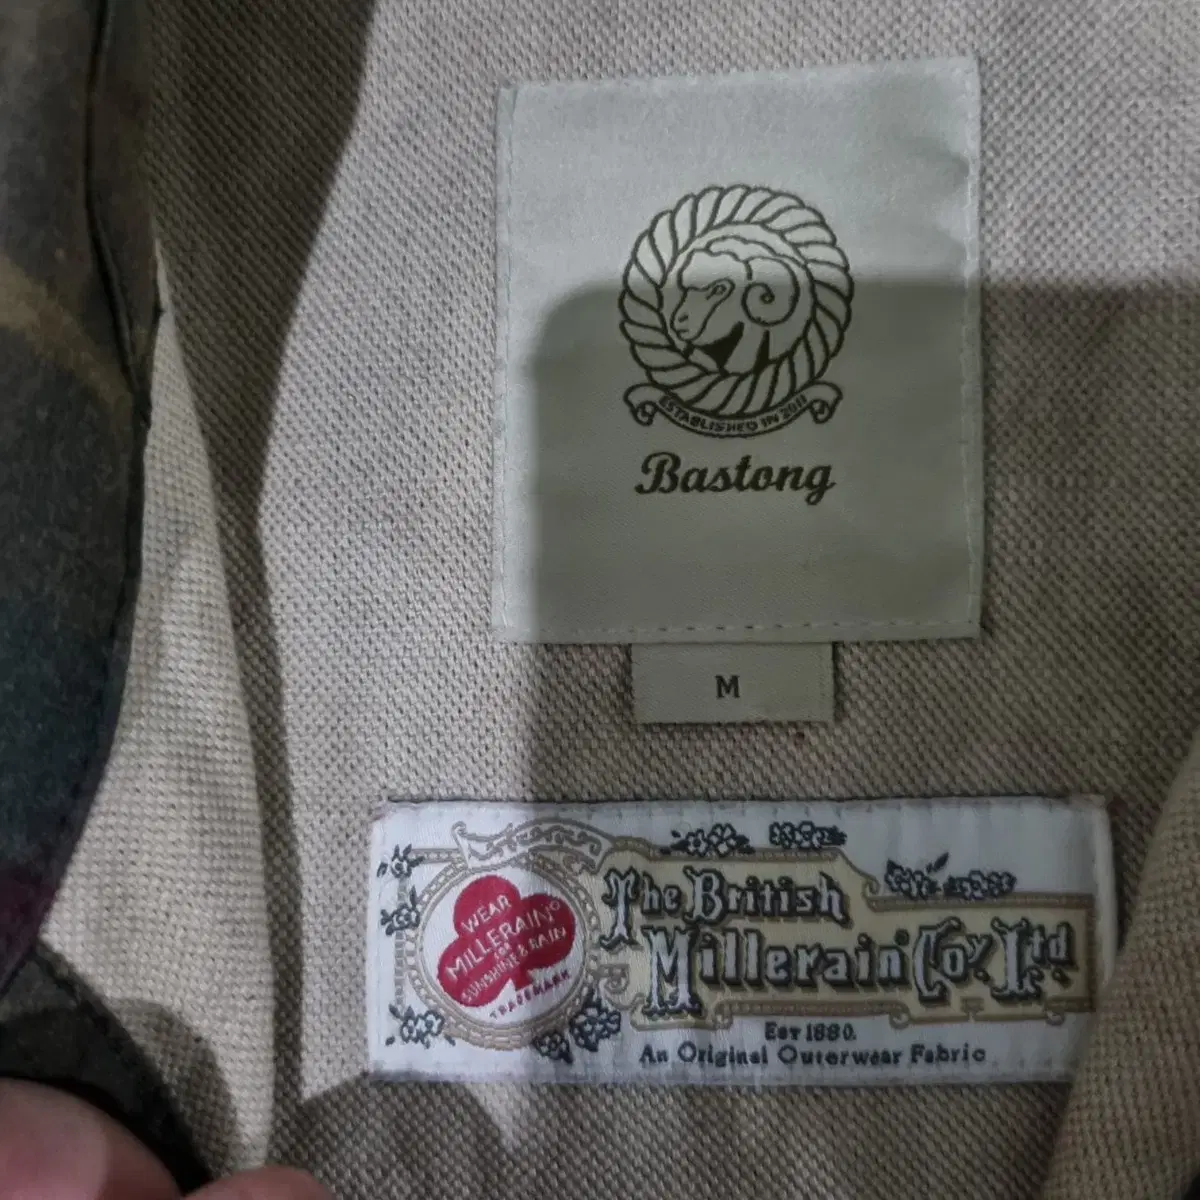 ESTABLISHED IN 2011
Bastong
M
WEAR
MILLERAIN
FOR
SUNSHINE & RAIN
TRADEMARK
The British
Millerain Coy Ltd
EST 1880.
An Original Outerwear Fabric